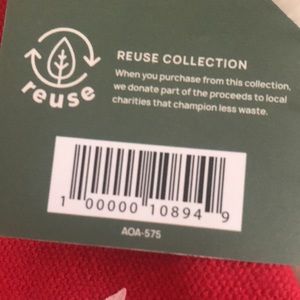 reuse
REUSE COLLECTION
When you purchase from this collection,
we donate part of the proceeds to local
charities that champion less waste.
1 00000 10894 9
AOA-575